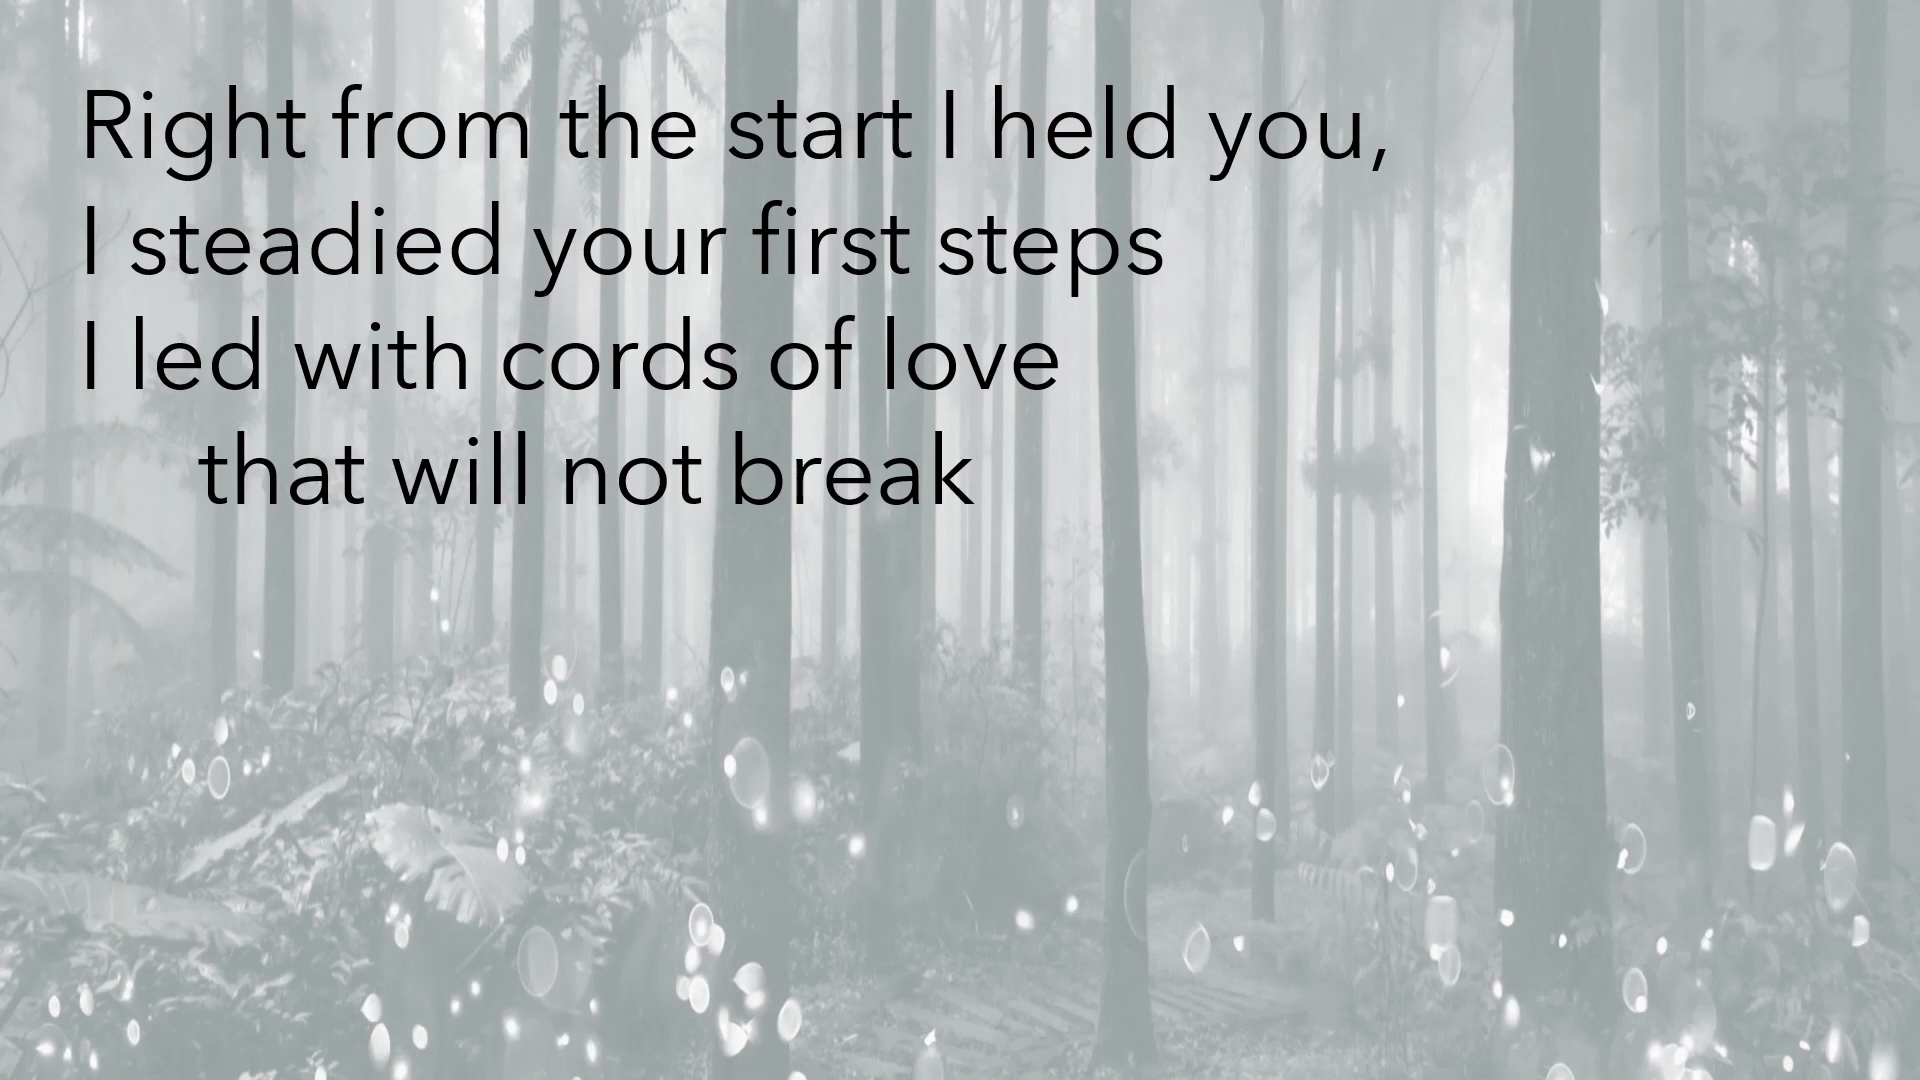 Right from the start I held you,
I steadied your first steps
I led with cords of love
that will not break